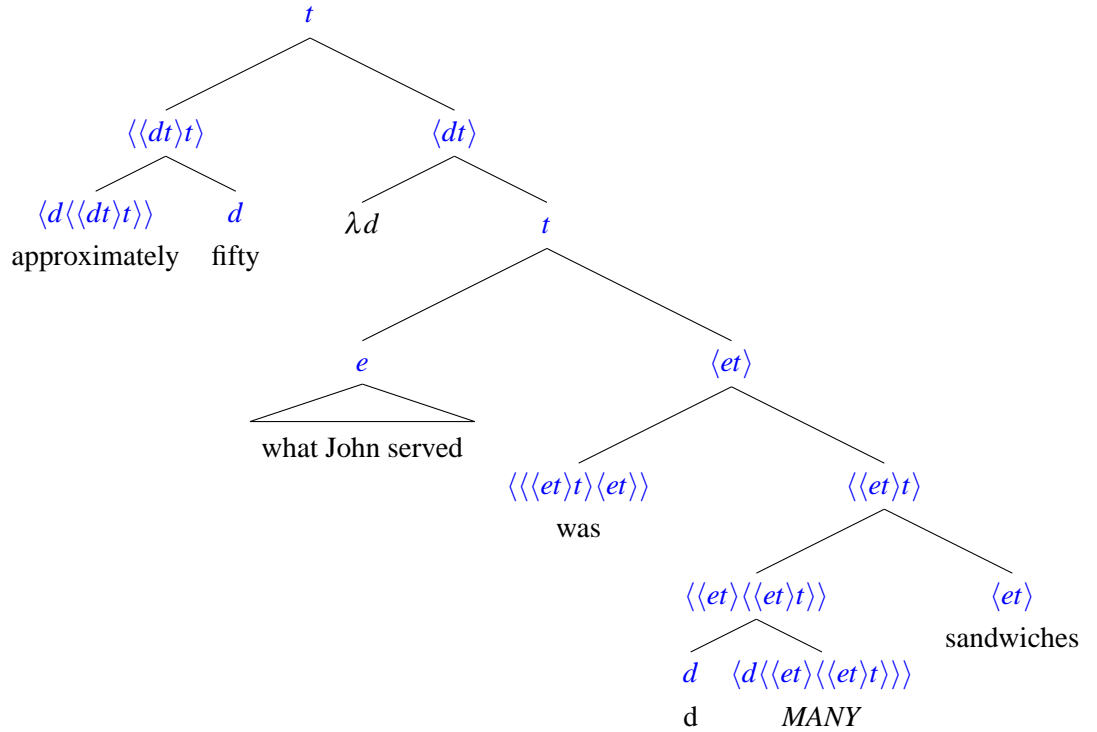 t
⟨⟨dt⟩t⟩ ⟨dt⟩
⟨d⟨⟨dt⟩t⟩⟩ d λd t
approximately fifty
e ⟨et⟩
what John served
⟨⟨⟨et⟩t⟩⟨et⟩⟩ ⟨⟨et⟩t⟩
was
⟨⟨et⟩⟨⟨et⟩t⟩⟩ ⟨et⟩
sandwiches
d ⟨d⟨⟨et⟩⟨⟨et⟩t⟩⟩⟩
d MANY